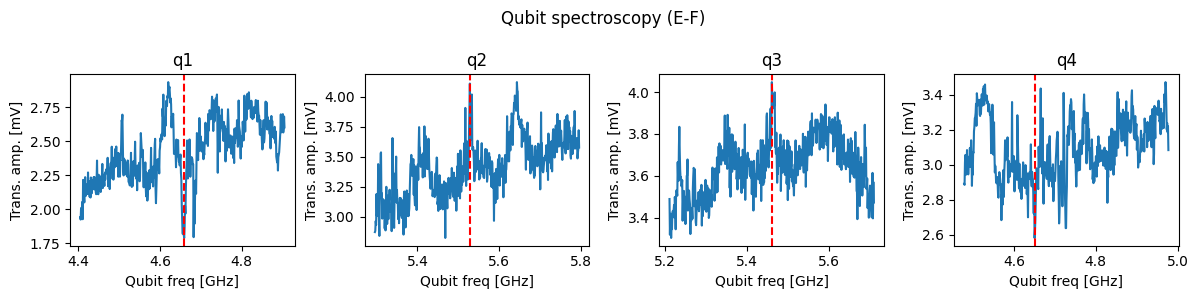 Qubit spectroscopy (E-F)
q1
q2
q3
q4
Trans. amp. [mV]
2.75
2.50
2.25
2.00
1.75
4.4
4.6
4.8
Qubit freq [GHz]
Trans. amp. [mV]
4.00
3.75
3.50
3.25
3.00
5.4
5.6
5.8
Qubit freq [GHz]
Trans. amp. [mV]
4.0
3.8
3.6
3.4
5.2
5.4
5.6
Qubit freq [GHz]
Trans. amp. [mV]
3.4
3.2
3.0
2.8
2.6
4.6
4.8
5.0
Qubit freq [GHz]